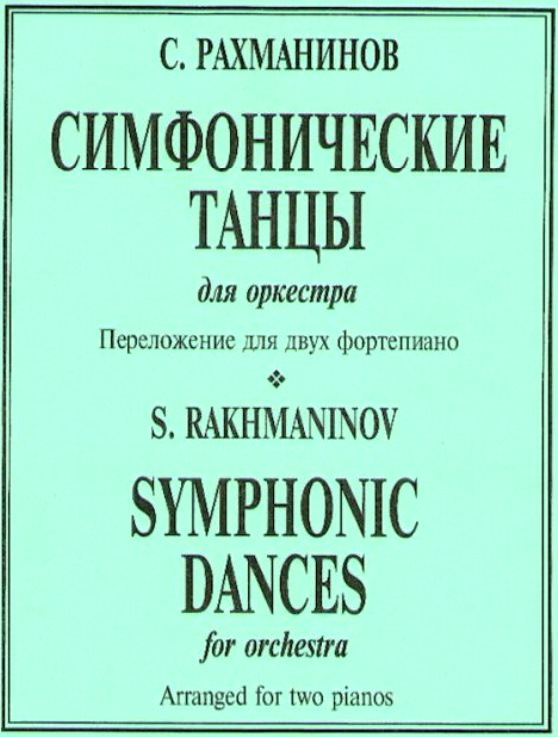 С. РАХМАНИНОВ
СИМФОНИЧЕСКИЕ
ТАНЦЫ
для оркестра
Переложение для двух фортепиано
S. RAKHMANINOV
SYMPHONIC
DANCES
for orchestra
Arranged for two pianos